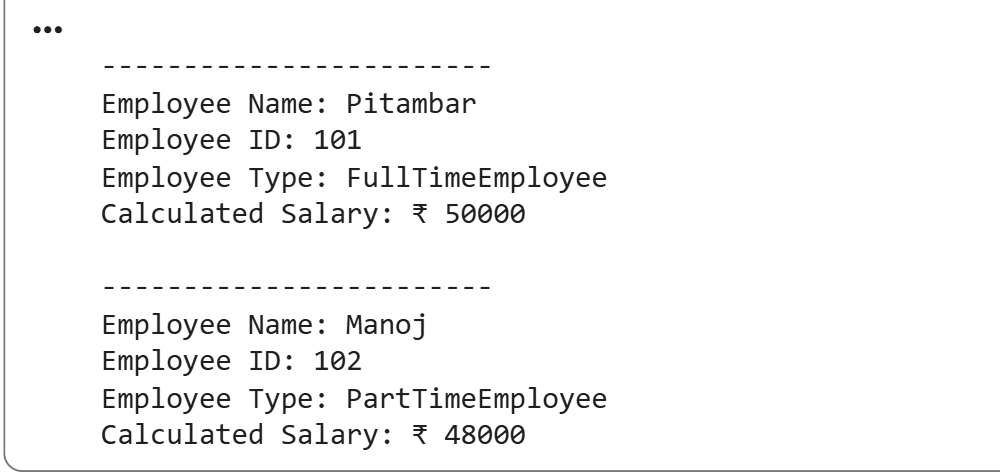 ------------------------
Employee Name: Pitambar
Employee ID: 101
Employee Type: FullTimeEmployee
Calculated Salary: ₹ 50000
------------------------
Employee Name: Manoj
Employee ID: 102
Employee Type: PartTimeEmployee
Calculated Salary: ₹ 48000